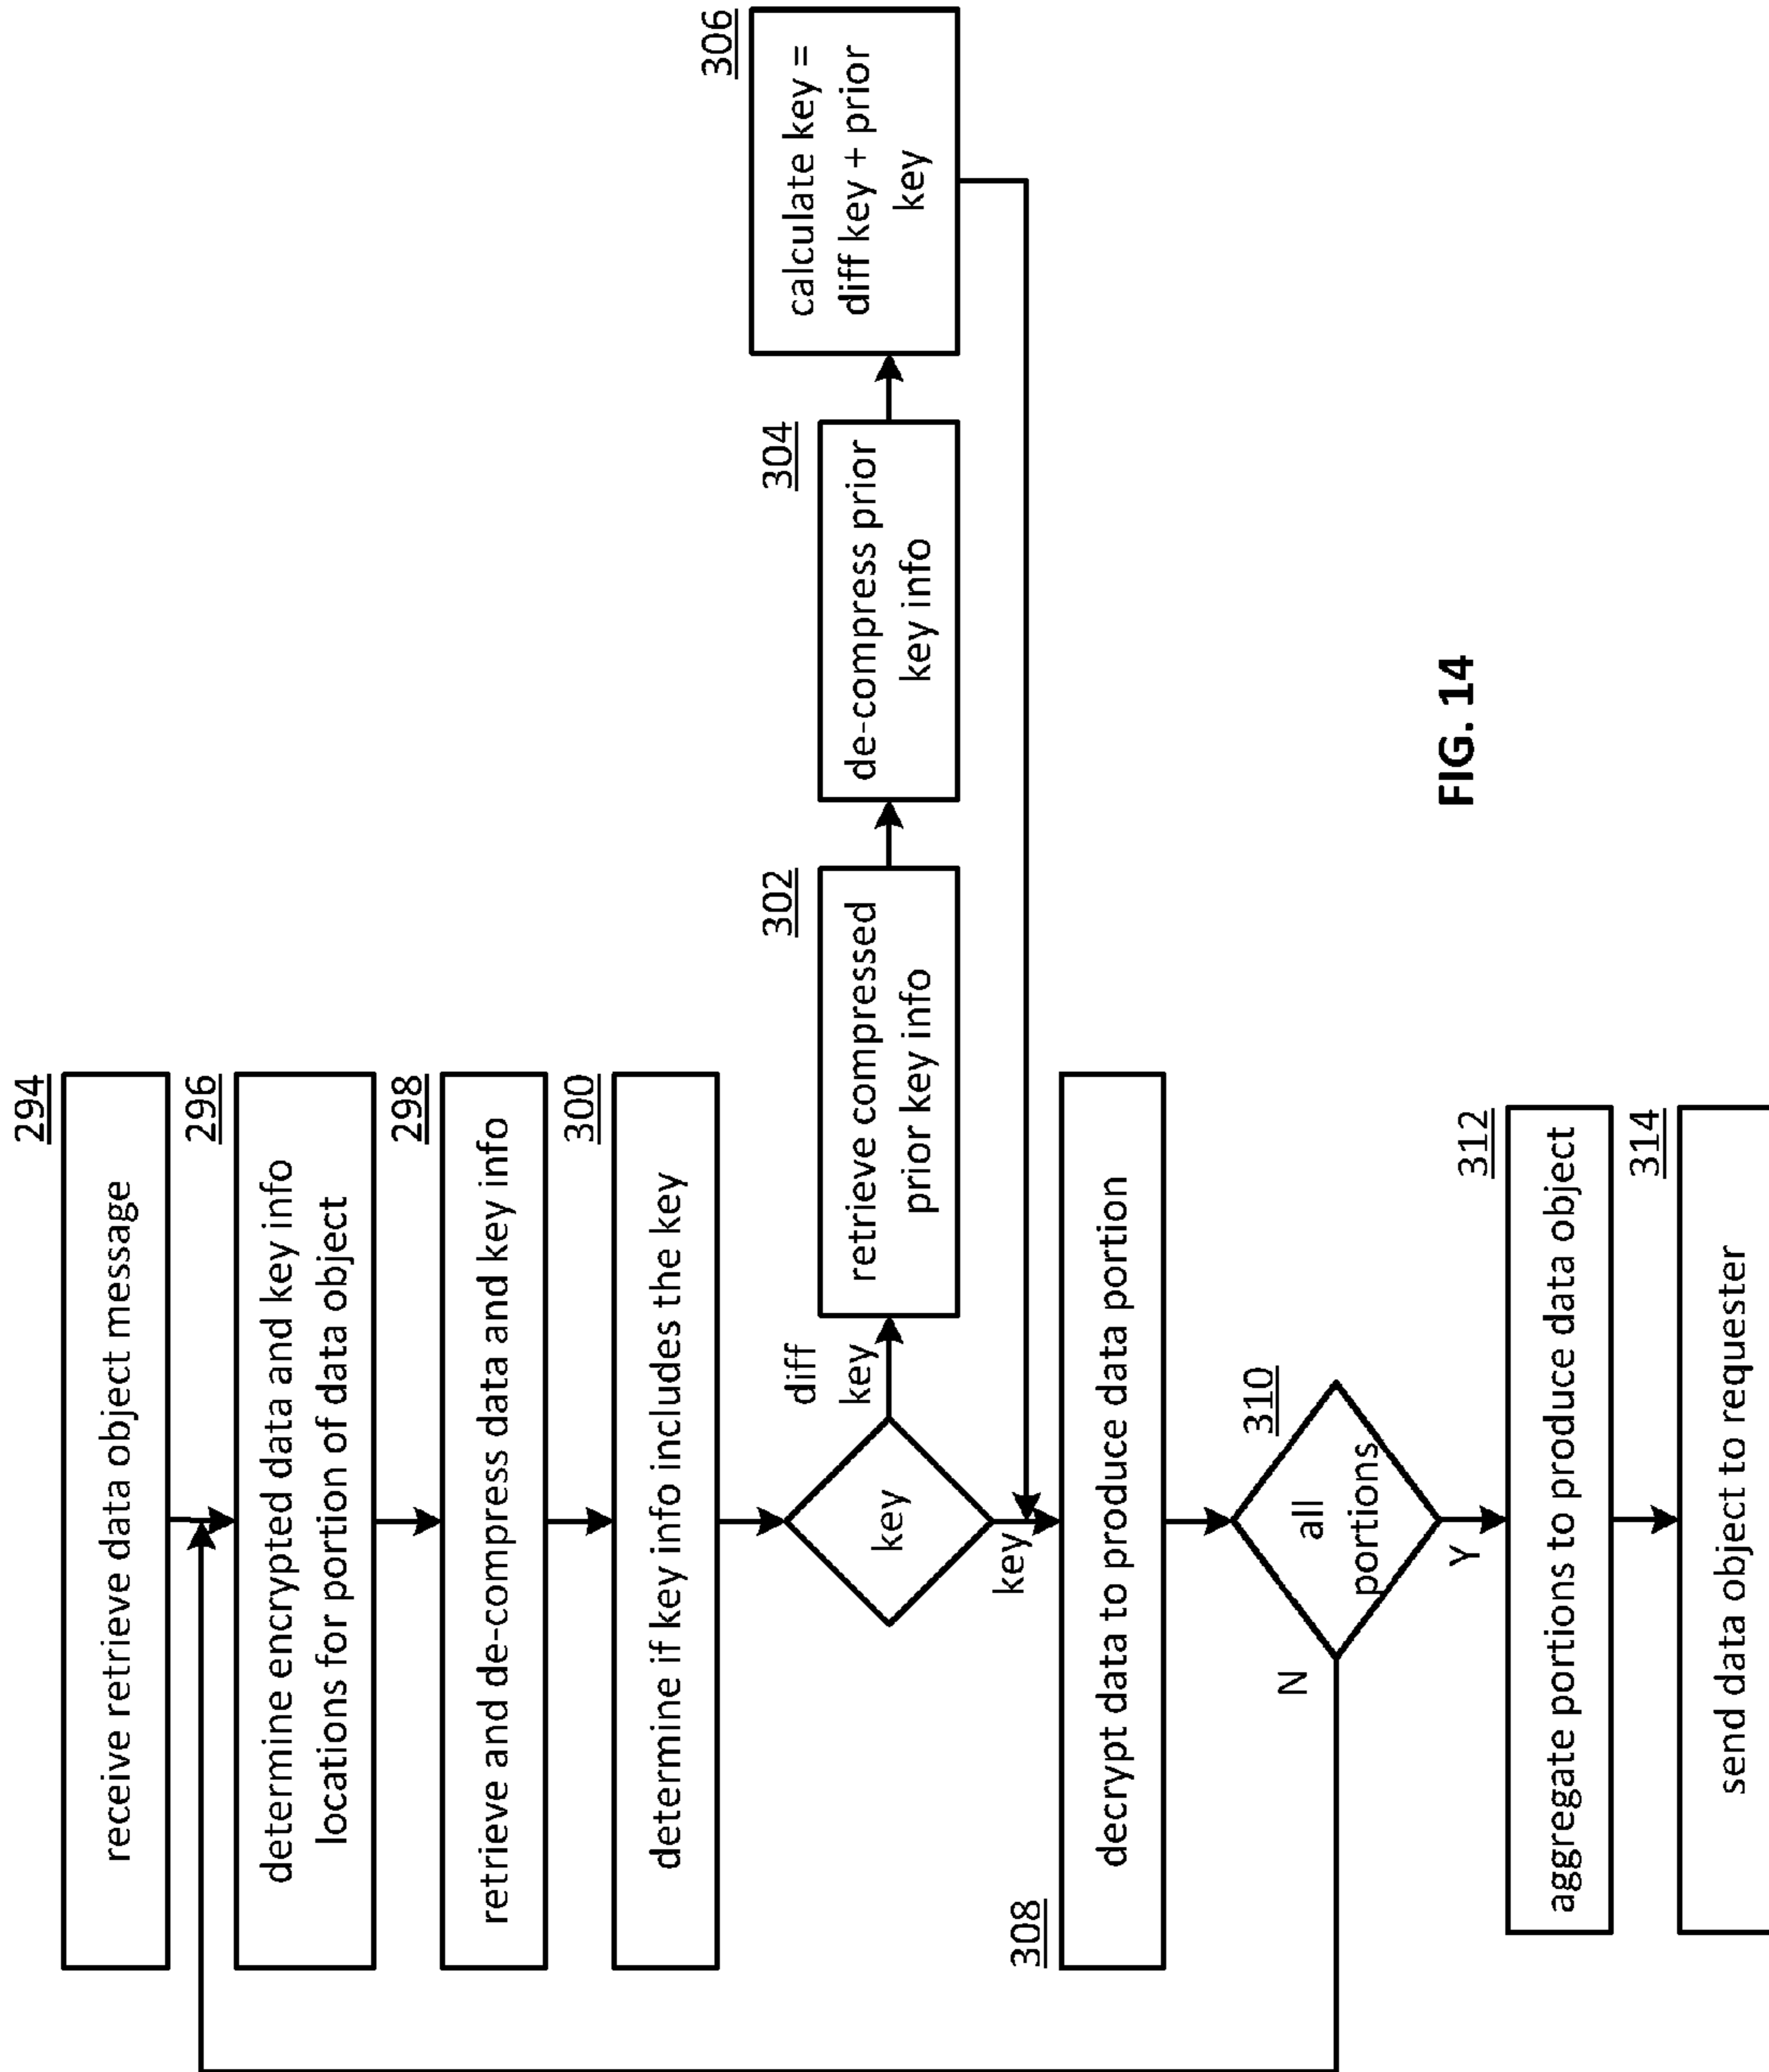 294
receive retrieve data object message
296
determine encrypted data and key info
locations for portion of data object
298
retrieve and de-compress data and key info
300
determine if key info includes the key
key
diff
key
302
retrieve compressed
prior key info
304
de-compress prior
key info
306
calculate key =
diff key + prior
key
key
308
decrypt data to produce data portion
310
all
portions
N
Y
312
aggregate portions to produce data object
314
send data object to requester
FIG. 14